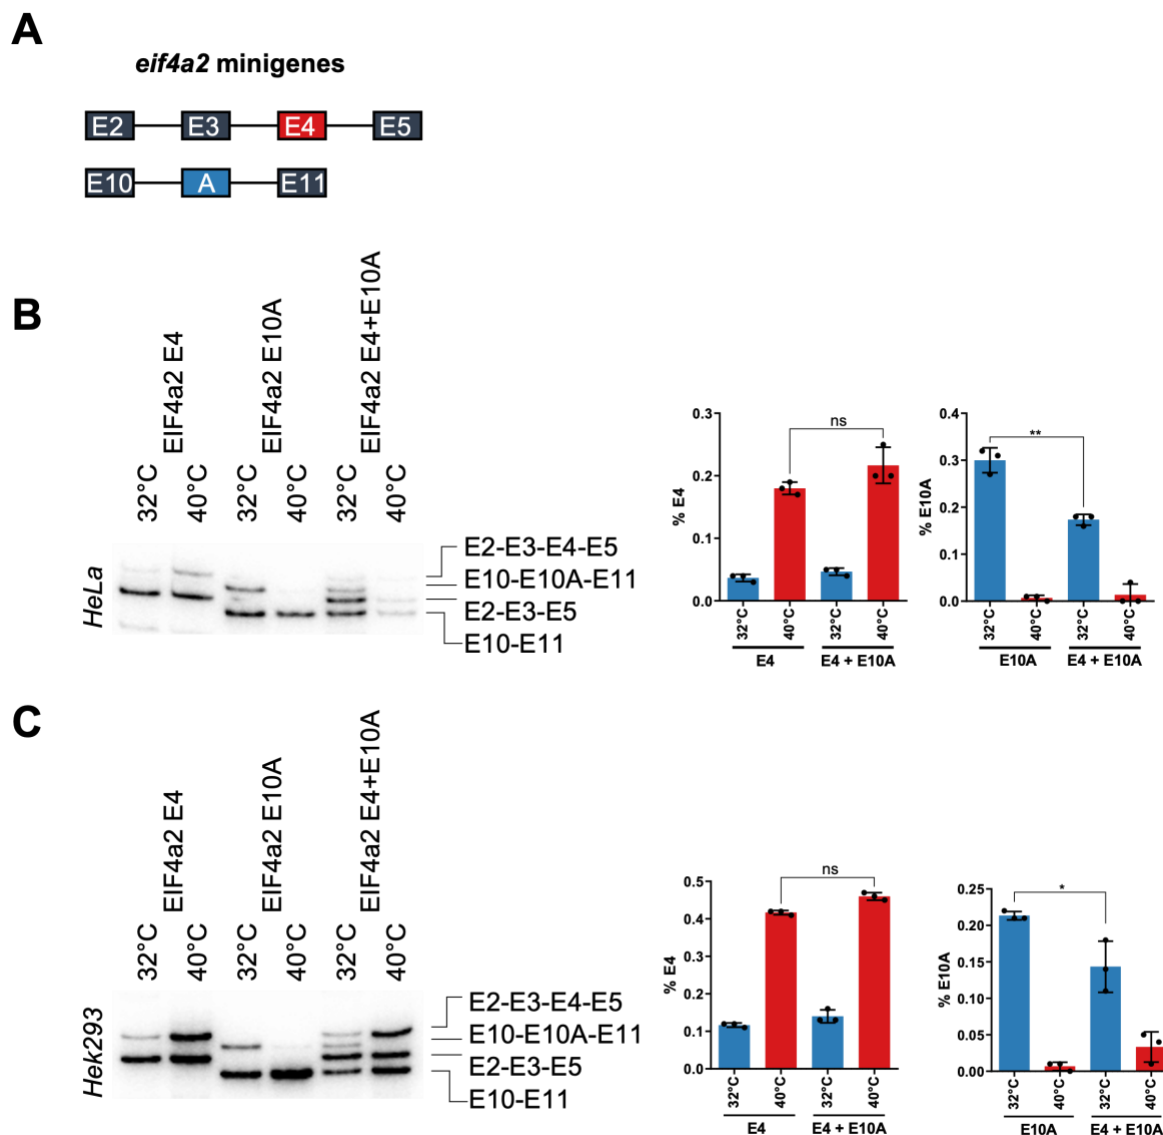 A
eif4a2 minigenes
E2 E3 E4 E5
E10 A E11
B
EIF4a2 E4
EIF4a2 E10A
EIF4a2 E4+E10A
32°C 40°C 32°C 40°C 32°C 40°C
HeLa
E2-E3-E4-E5
E10-E10A-E11
E2-E3-E5
E10-E11
% E4
0.3
0.2
0.1
0.0
ns
32°C 40°C 32°C 40°C
E4 E4 + E10A
% E10A
0.4
0.3
0.2
0.1
0.0
**
32°C 40°C 32°C 40°C
E10A E4 + E10A
C
EIF4a2 E4
EIF4a2 E10A
EIF4a2 E4+E10A
32°C 40°C 32°C 40°C 32°C 40°C
Hek293
E2-E3-E4-E5
E10-E10A-E11
E2-E3-E5
E10-E11
% E4
0.5
0.4
0.3
0.2
0.1
0.0
ns
32°C 40°C 32°C 40°C
E4 E4 + E10A
% E10A
0.25
0.20
0.15
0.10
0.05
0.00
*
32°C 40°C 32°C 40°C
E10A E4 + E10A